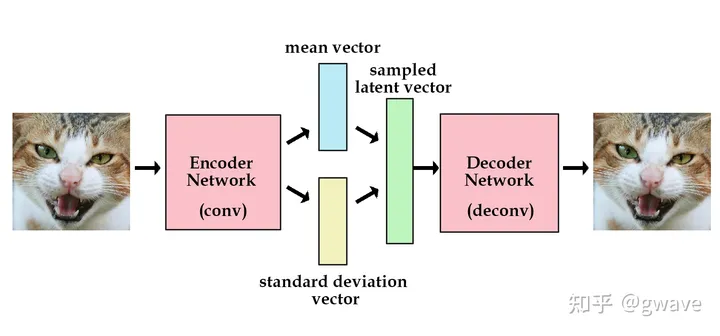 mean vector
sampled
latent vector
Encoder
Network
(conv)
Decoder
Network
(deconv)
standard deviation
vector
知乎 @gwave